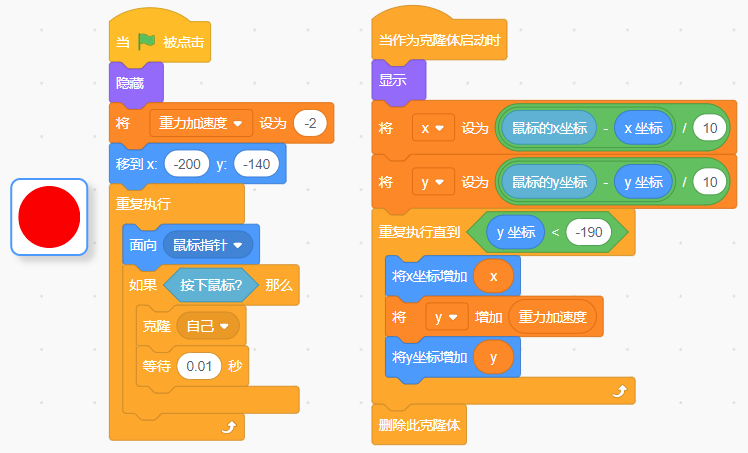 当 被点击
隐藏
将 重力加速度 设为 -2
移到 x: -200 y: -140
重复执行
面向 鼠标指针
如果 按下鼠标? 那么
克隆 自己
等待 0.01 秒
当作为克隆体启动时
显示
将 x 设为 鼠标的x坐标 - x 坐标 / 10
将 y 设为 鼠标的y坐标 - y 坐标 / 10
重复执行直到 y 坐标 < -190
将x坐标增加 x
将 y 增加 重力加速度
将y坐标增加 y
删除此克隆体